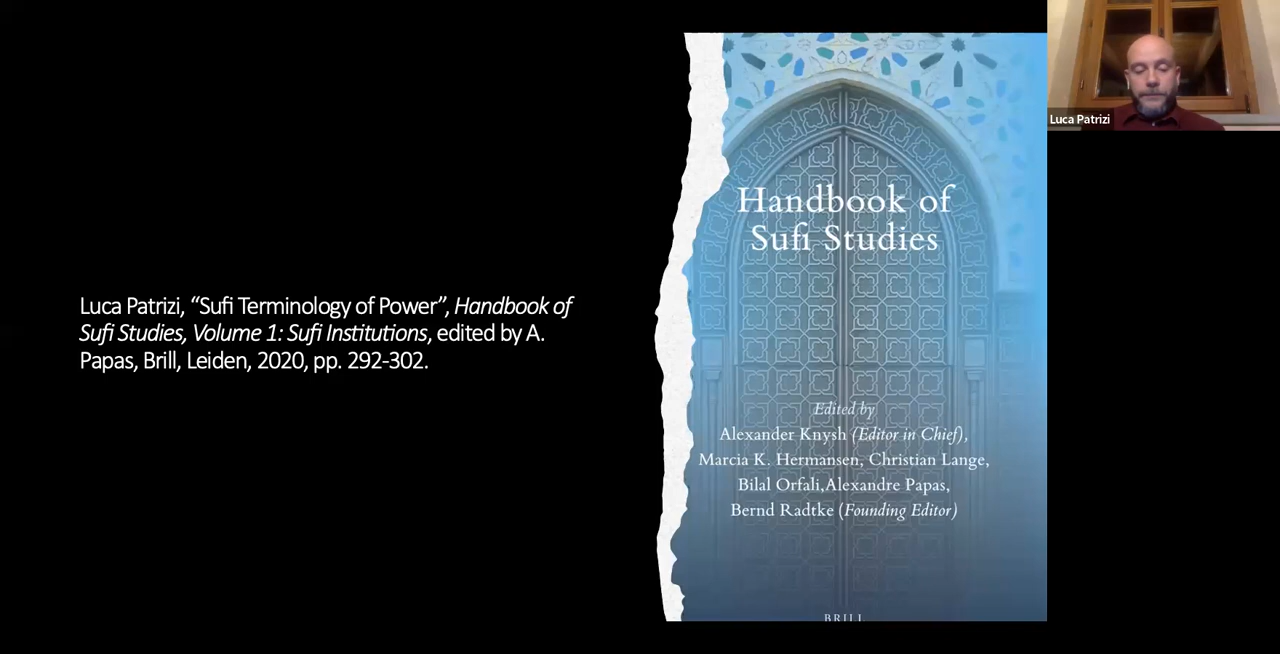 Luca Patrizi, “Sufi Terminology of Power”, Handbook of
Sufi Studies, Volume 1: Sufi Institutions, edited by A.
Papas, Brill, Leiden, 2020, pp. 292-302.
Handbook of
Sufi Studies
Edited by
Alexander Knysh (Editor in Chief),
Marcia K. Hermansen, Christian Lange,
Bilal Orfali,Alexandre Papas,
Bernd Radtke (Founding Editor)
BRILL
Luca Patrizi